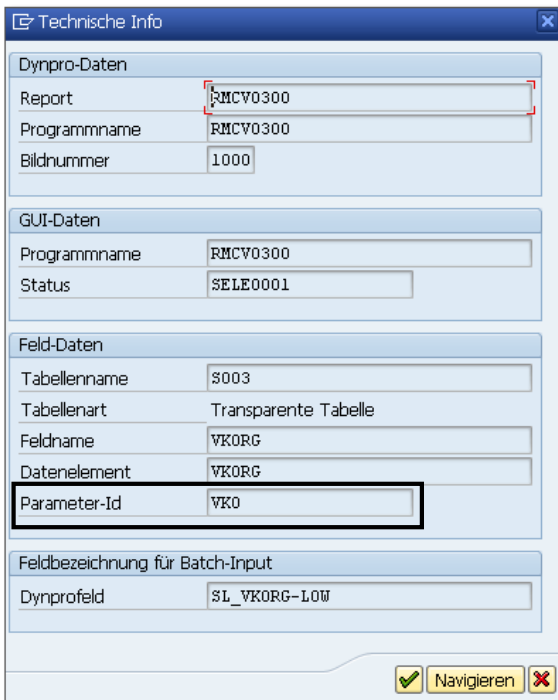 Technische Info
Dynpro-Daten
Report RMCV0300
Programmname RMCV0300
Bildnummer 1000
GUI-Daten
Programmname RMCV0300
Status SELE0001
Feld-Daten
Tabellenname S003
Tabellenart Transparente Tabelle
Feldname VKORG
Datenelement VKORG
Parameter-Id VKO
Feldbezeichnung für Batch-Input
Dynprofeld SL_VKORG-LOW
Navigieren